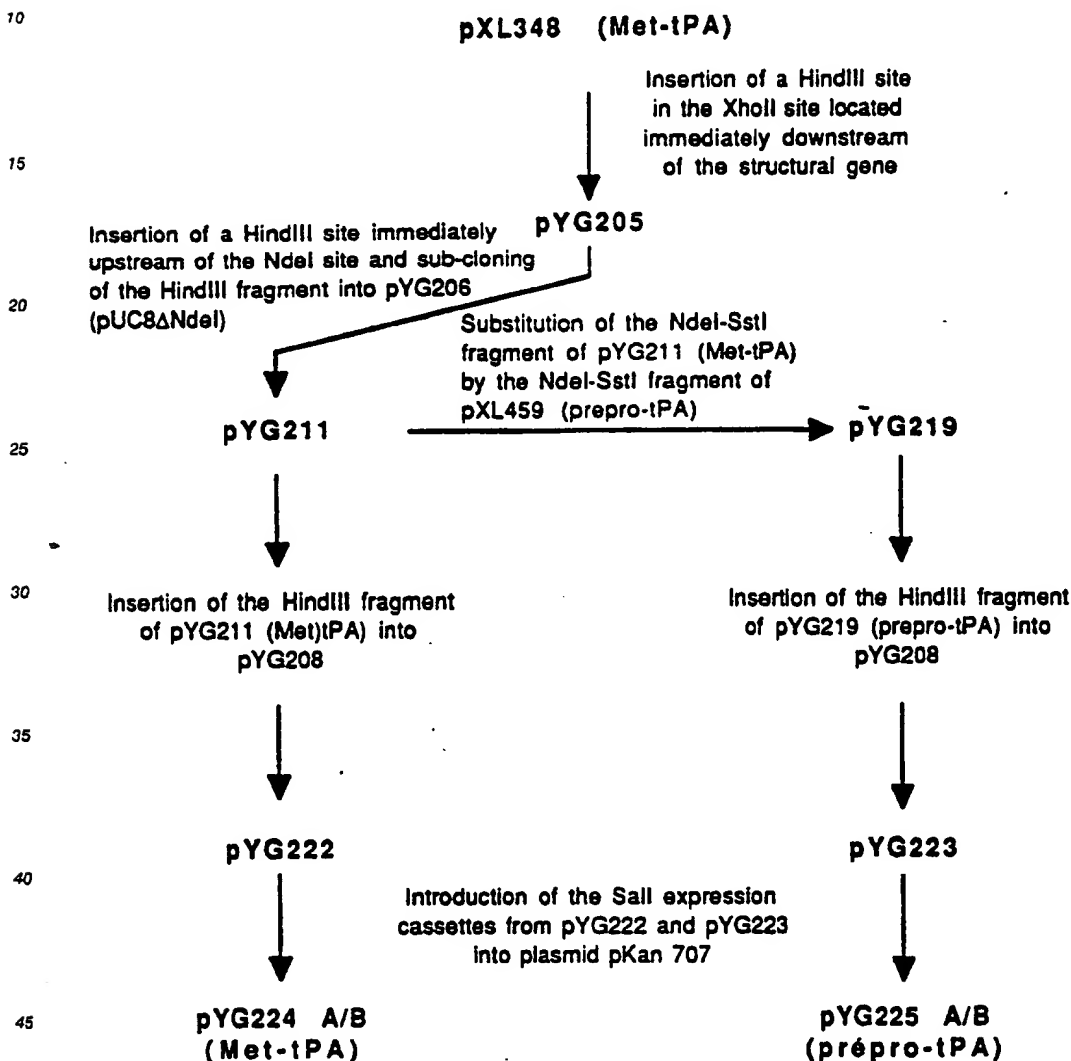 10
pXL348 (Met-tPA)
Insertion of a HindIII site
in the XhoII site located
immediately downstream
of the structural gene
15
pYG205
Insertion of a HindIII site immediately
upstream of the NdeI site and sub-cloning
of the HindIII fragment into pYG206
(pUC8ΔNdeI)
20
Substitution of the NdeI-SstI
fragment of pYG211 (Met-tPA)
by the NdeI-SstI fragment of
pXL459 (prepro-tPA)
pYG211
pYG219
25
30
Insertion of the HindIII fragment
of pYG211 (Met)tPA) into
pYG208
Insertion of the HindIII fragment
of pYG219 (prepro-tPA) into
pYG208
35
pYG222
pYG223
40
Introduction of the SalI expression
cassettes from pYG222 and pYG223
into plasmid pKan 707
45
pYG224 A/B
(Met-tPA)
pYG225 A/B
(prépro-tPA)